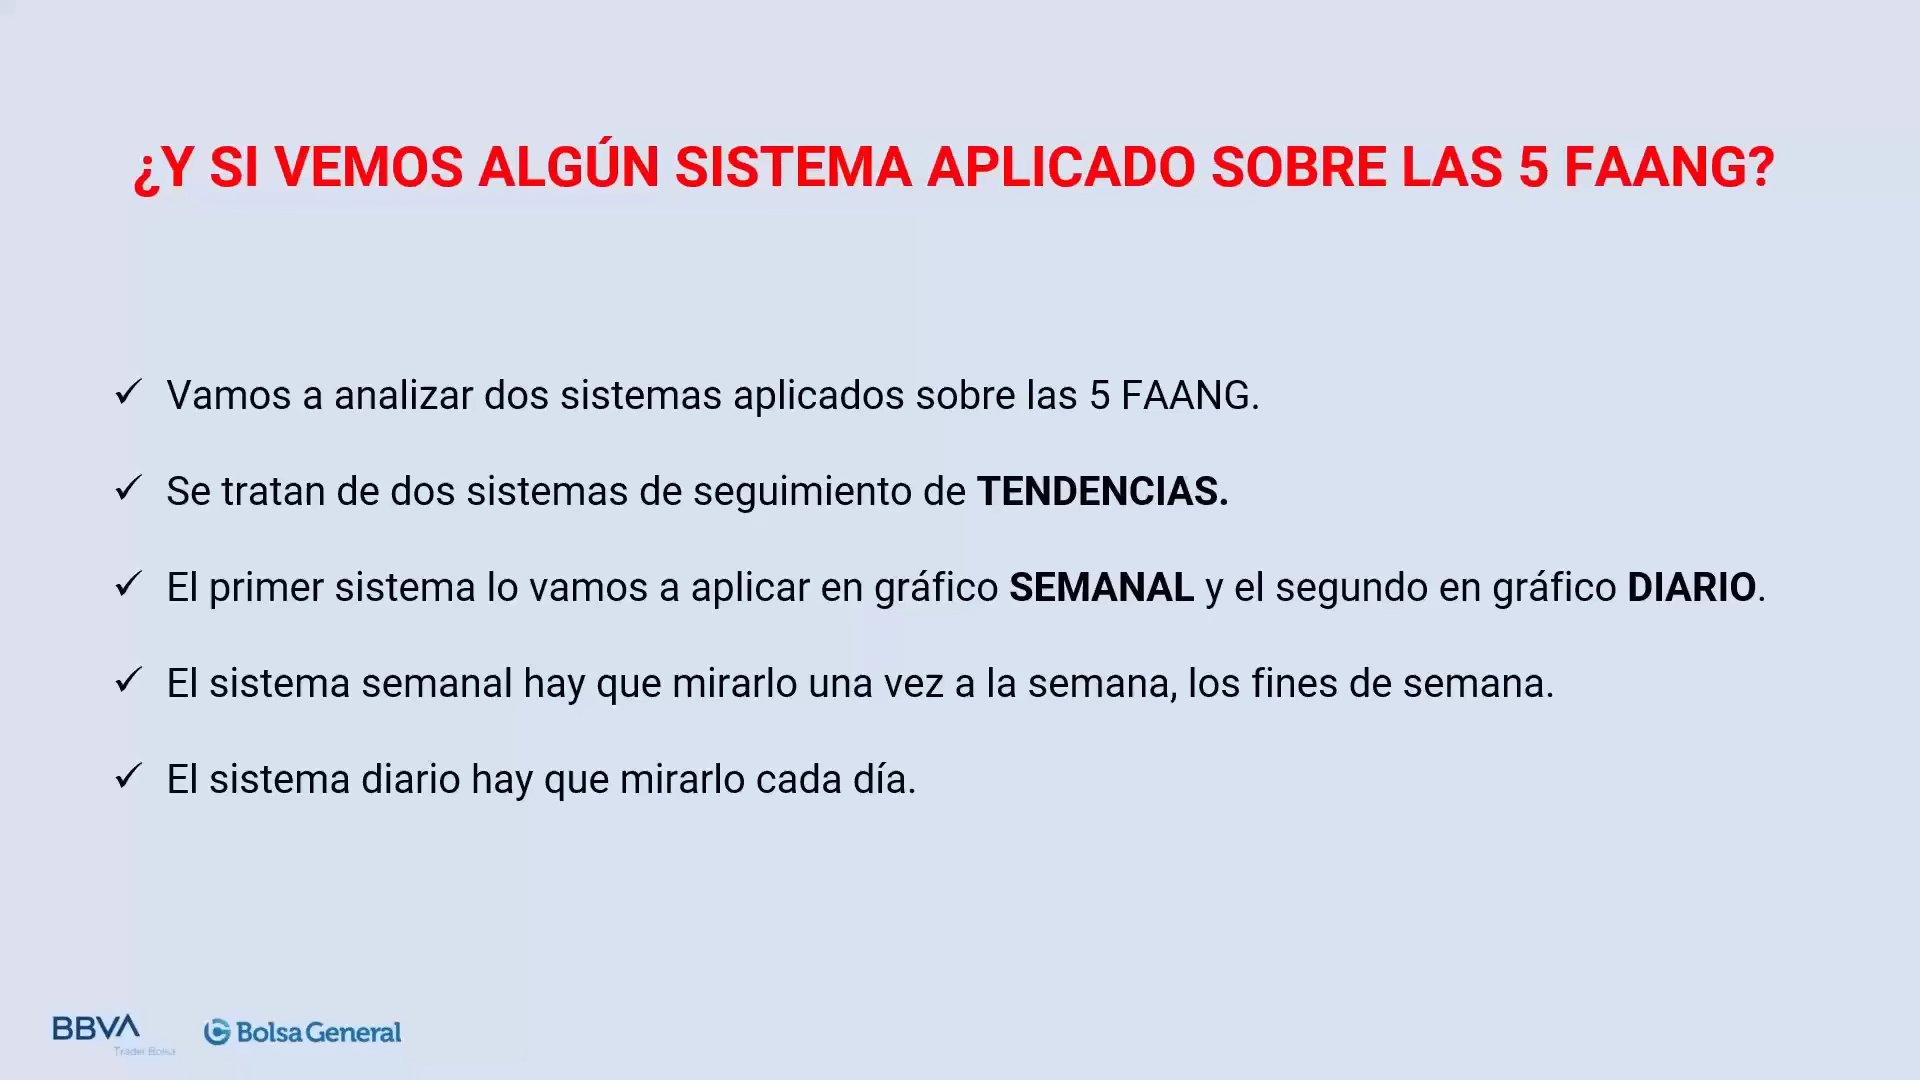 ¿Y SI VEMOS ALGÚN SISTEMA APLICADO SOBRE LAS 5 FAANG?
Vamos a analizar dos sistemas aplicados sobre las 5 FAANG.
Se tratan de dos sistemas de seguimiento de TENDENCIAS.
El primer sistema lo vamos a aplicar en gráfico SEMANAL y el segundo en gráfico DIARIO.
El sistema semanal hay que mirarlo una vez a la semana, los fines de semana.
El sistema diario hay que mirarlo cada día.
BBVA
Trader Bolsa
Bolsa General